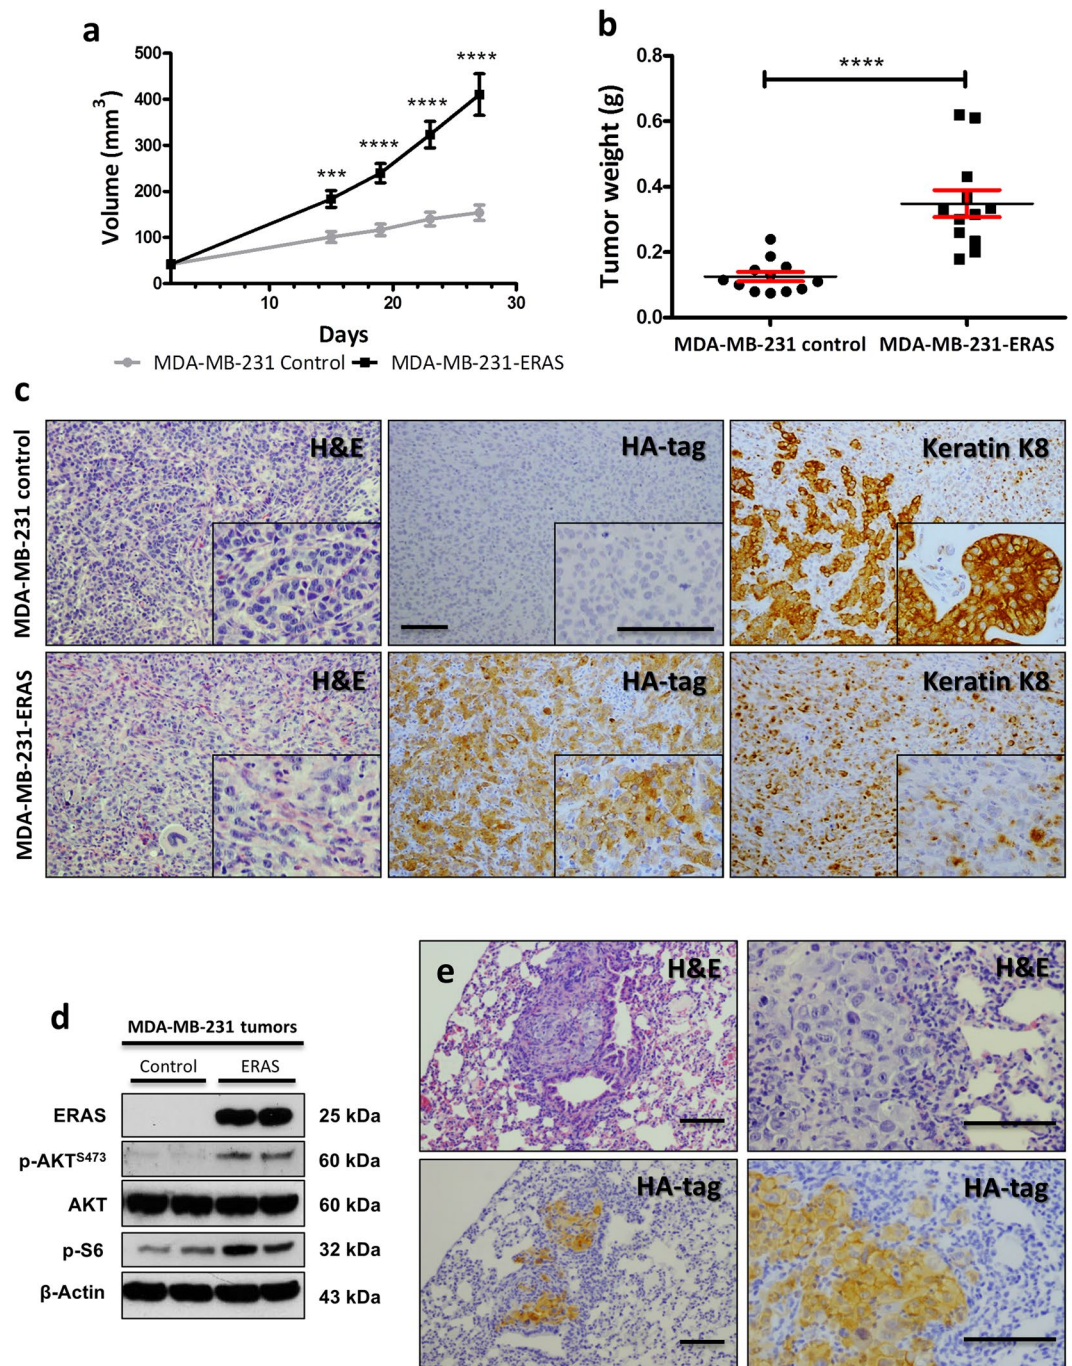 a
500
400
300
200
100
0
Volume (mm³)
***
****
****
****
10
20
30
Days
MDA-MB-231 Control
MDA-MB-231-ERAS
b
0.8
0.6
0.4
0.2
0.0
Tumor weight (g)
****
MDA-MB-231 control
MDA-MB-231-ERAS
c
MDA-MB-231 control
H&E
HA-tag
Keratin K8
MDA-MB-231-ERAS
H&E
HA-tag
Keratin K8
d
MDA-MB-231 tumors
Control
ERAS
ERAS
25 kDa
p-AKTS473
60 kDa
AKT
60 kDa
p-S6
32 kDa
β-Actin
43 kDa
e
H&E
H&E
HA-tag
HA-tag